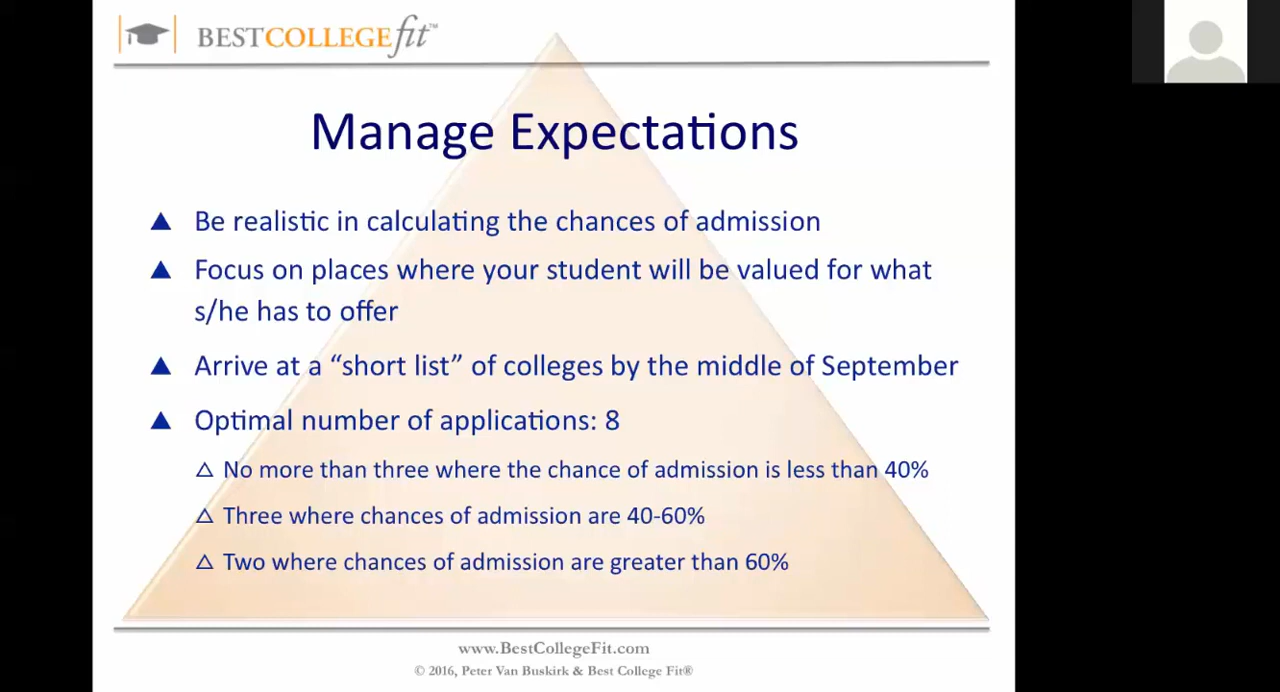 BESTCOLLEGEfit™
Manage Expectations
▲ Be realistic in calculating the chances of admission
▲ Focus on places where your student will be valued for what
s/he has to offer
▲ Arrive at a “short list” of colleges by the middle of September
▲ Optimal number of applications: 8
△ No more than three where the chance of admission is less than 40%
△ Three where chances of admission are 40-60%
△ Two where chances of admission are greater than 60%
www.BestCollegeFit.com
© 2016, Peter Van Buskirk & Best College Fit®